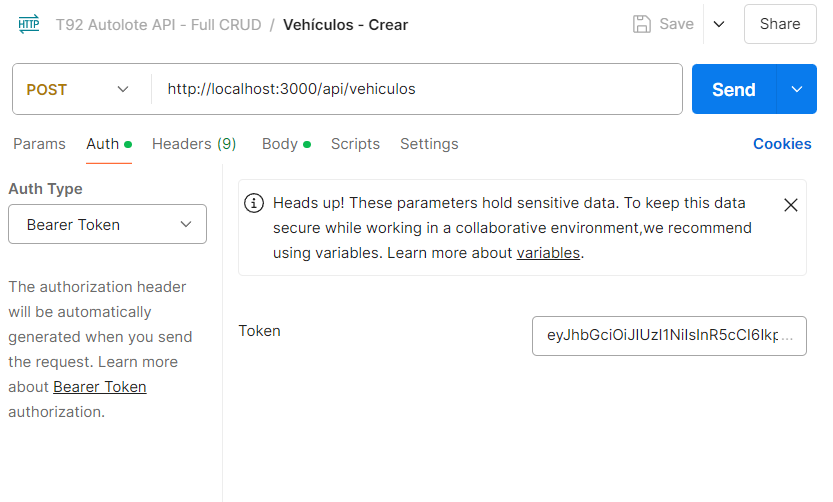 HTTP T92 Autolote API - Full CRUD / Vehículos - Crear Save Share
POST http://localhost:3000/api/vehiculos Send
Params Auth Headers (9) Body Scripts Settings Cookies
Auth Type
Bearer Token
The authorization header
will be automatically
generated when you send
the request. Learn more
about Bearer Token
authorization.
Heads up! These parameters hold sensitive data. To keep this data
secure while working in a collaborative environment,we recommend
using variables. Learn more about variables.
Token eyJhbGciOiJIUzI1NiIsInR5cCI6Ikp...